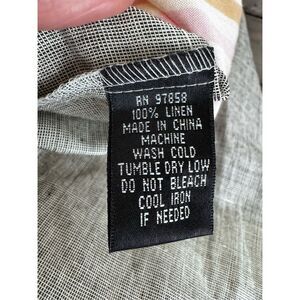 RN 97858
100% LINEN
MADE IN CHINA
MACHINE
WASH COLD
TUMBLE DRY LOW
DO NOT BLEACH
COOL IRON
IF NEEDED